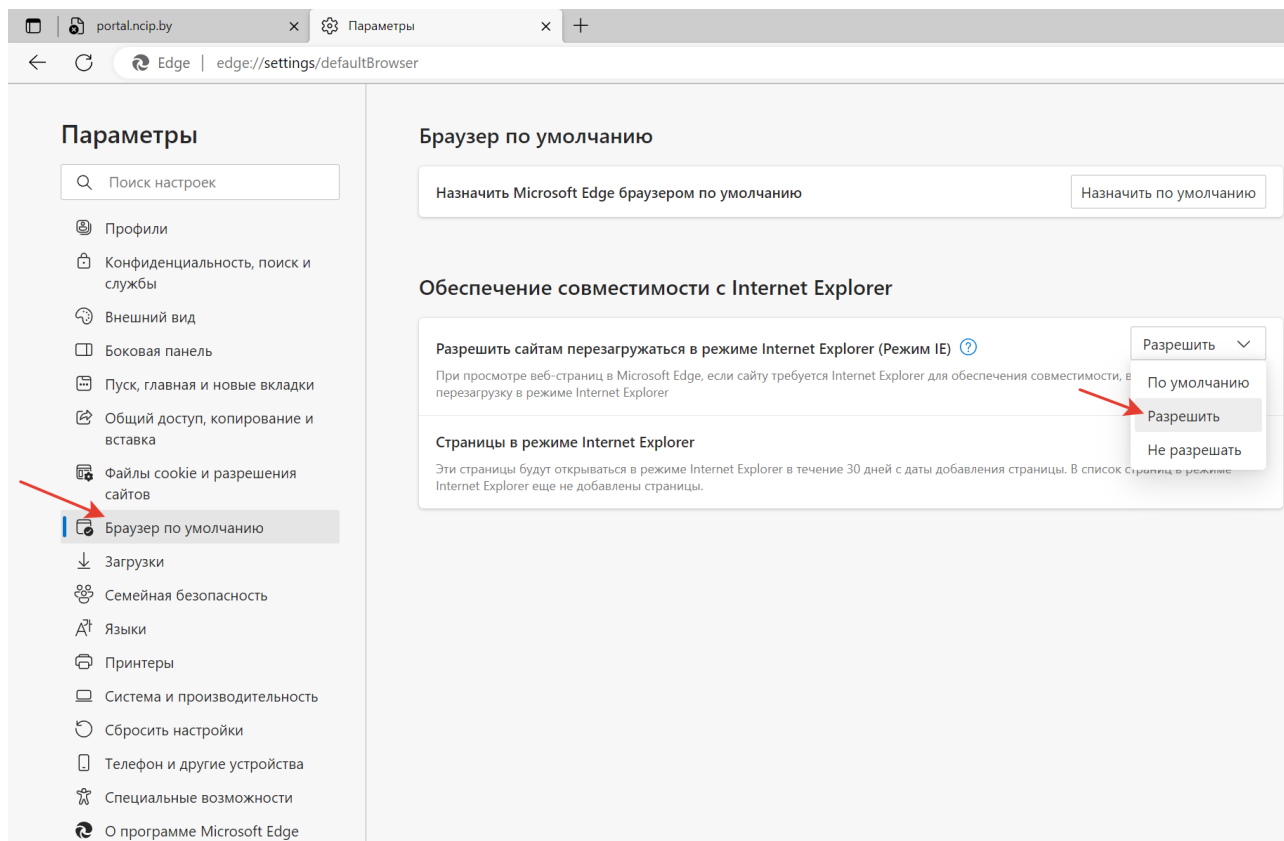 portal.ncip.by
Параметры
Edge | edge://settings/defaultBrowser
Параметры
Поиск настроек
Профили
Конфиденциальность, поиск и
службы
Внешний вид
Боковая панель
Пуск, главная и новые вкладки
Общий доступ, копирование и
вставка
Файлы cookie и разрешения
сайтов
Браузер по умолчанию
Загрузки
Семейная безопасность
Языки
Принтеры
Система и производительность
Сбросить настройки
Телефон и другие устройства
Специальные возможности
О программе Microsoft Edge
Браузер по умолчанию
Назначить Microsoft Edge браузером по умолчанию
Назначить по умолчанию
Обеспечение совместимости с Internet Explorer
Разрешить сайтам перезагружаться в режиме Internet Explorer (Режим IE)
Разрешить
При просмотре веб-страниц в Microsoft Edge, если сайту требуется Internet Explorer для обеспечения совместимости, в
перезагрузку в режиме Internet Explorer
По умолчанию
Разрешить
Не разрешать
Страницы в режиме Internet Explorer
Эти страницы будут открываться в режиме Internet Explorer в течение 30 дней с даты добавления страницы. В список страниц в режиме
Internet Explorer еще не добавлены страницы.